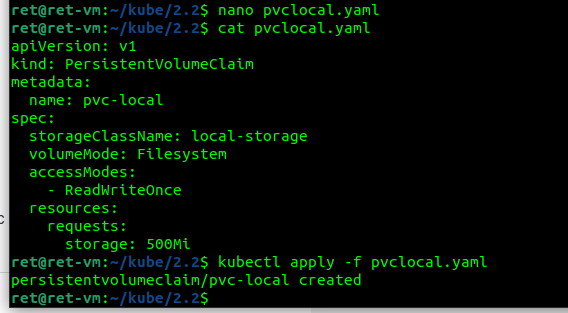 ret@ret-vm:~/kube/2.2$ nano pvclocal.yaml
ret@ret-vm:~/kube/2.2$ cat pvclocal.yaml
apiVersion: v1
kind: PersistentVolumeClaim
metadata:
  name: pvc-local
spec:
  storageClassName: local-storage
  volumeMode: Filesystem
  accessModes:
    - ReadWriteOnce
  resources:
    requests:
      storage: 500Mi
ret@ret-vm:~/kube/2.2$ kubectl apply -f pvclocal.yaml
persistentvolumeclaim/pvc-local created
ret@ret-vm:~/kube/2.2$